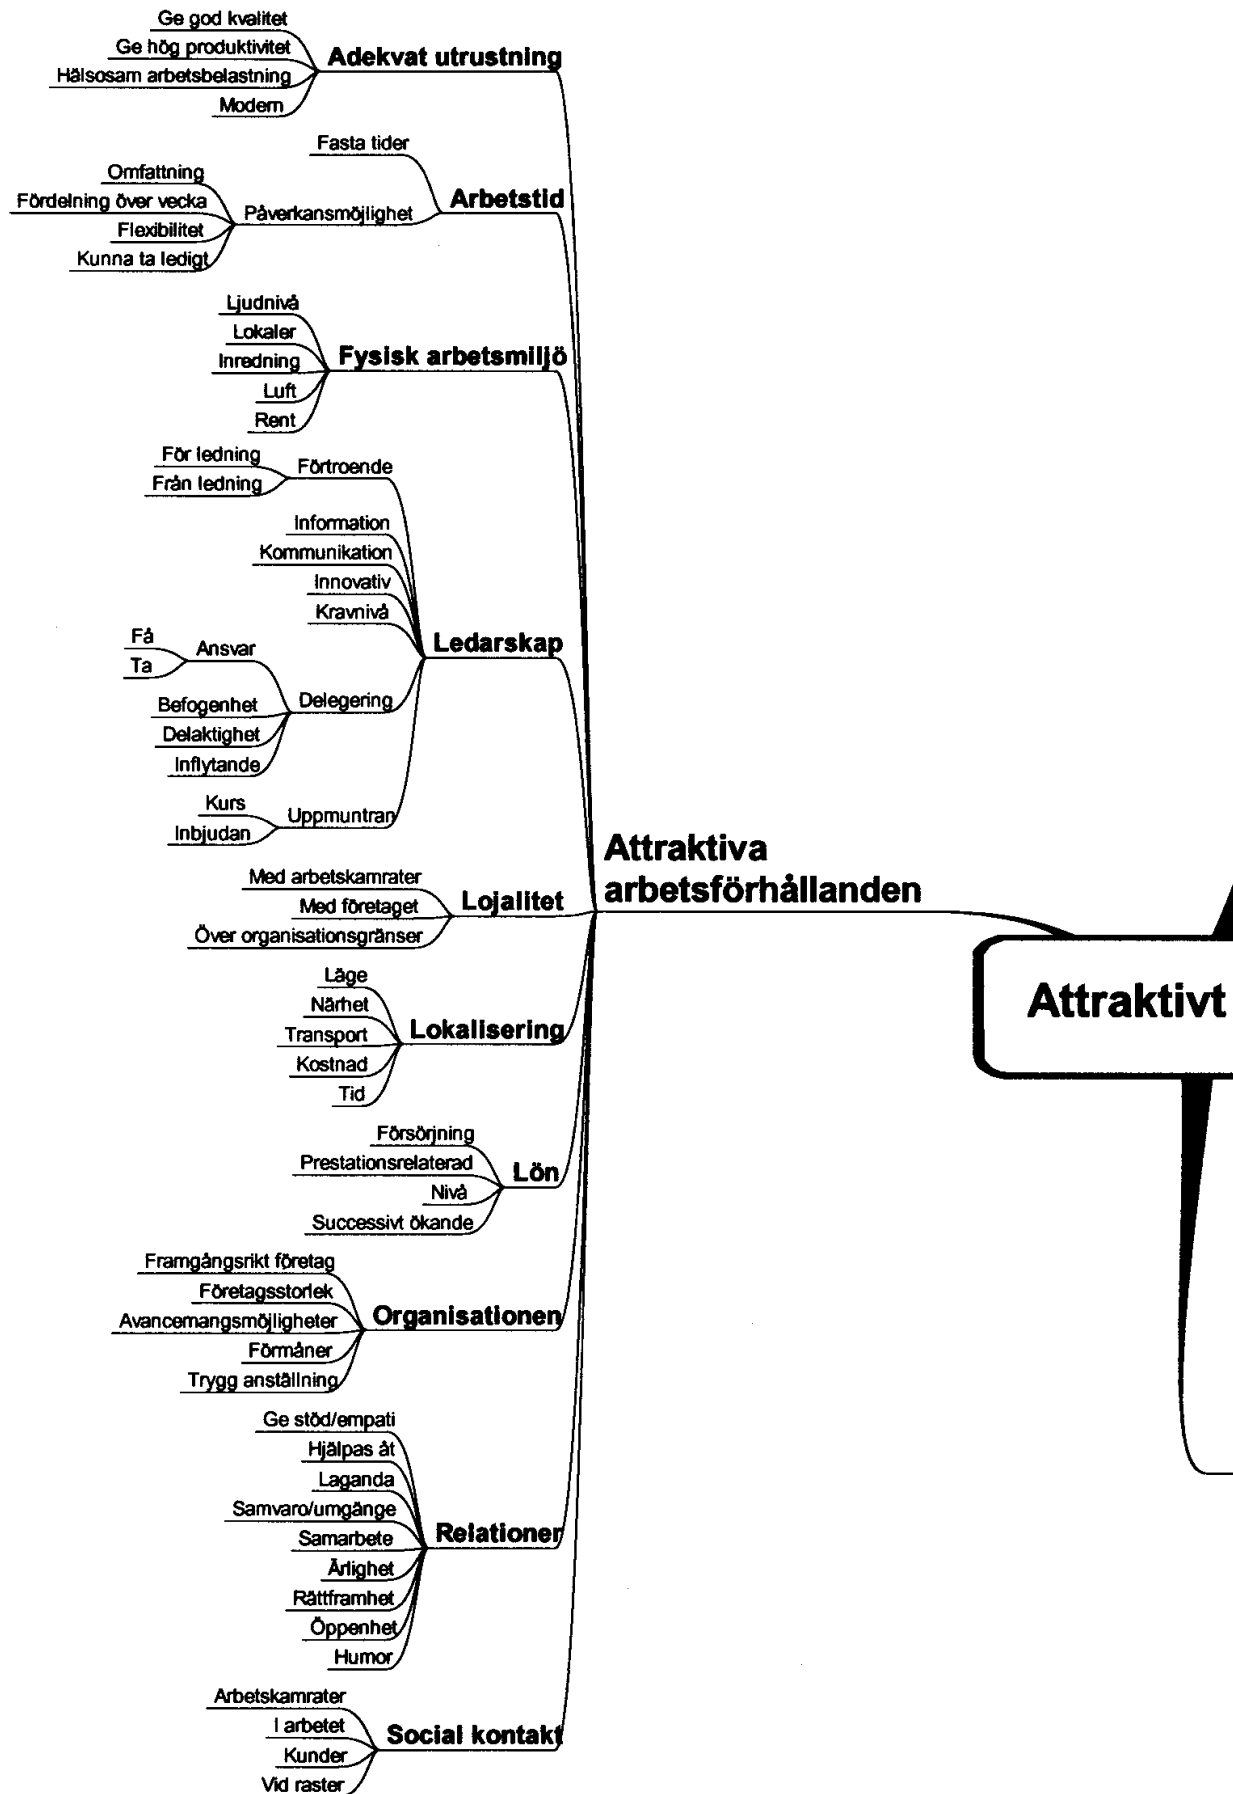 Ge god kvalitet
Ge hög produktivitet
Hälsosam arbetsbelastning
Modern
Adekvat utrustning
Fasta tider
Omfattning
Fördelning över vecka
Flexibilitet
Kunna ta ledigt
Påverkansmöjlighet
Arbetstid
Ljudnivå
Lokaler
Inredning
Luft
Rent
Fysisk arbetsmiljö
För ledning
Från ledning
Förtroende
Information
Kommunikation
Innovativ
Kravnivå
Få
Ta
Ansvar
Befogenhet
Delaktighet
Inflytande
Delegering
Kurs
Inbjudan
Uppmuntran
Ledarskap
Med arbetskamrater
Med företaget
Över organisationsgränser
Lojalitet
Läge
Närhet
Transport
Kostnad
Tid
Lokalisering
Försörjning
Prestationsrelaterad
Nivå
Successivt ökande
Lön
Framgångsrikt företag
Företagsstorlek
Avancemangsmöjligheter
Förmåner
Trygg anställning
Organisationen
Ge stöd/empati
Hjälpas åt
Laganda
Samvaro/umgänge
Samarbete
Ärlighet
Rättframhet
Öppenhet
Humor
Relationer
Arbetskamrater
I arbetet
Kunder
Vid raster
Social kontakt
Attraktiva
arbetsförhållanden
Attraktivt